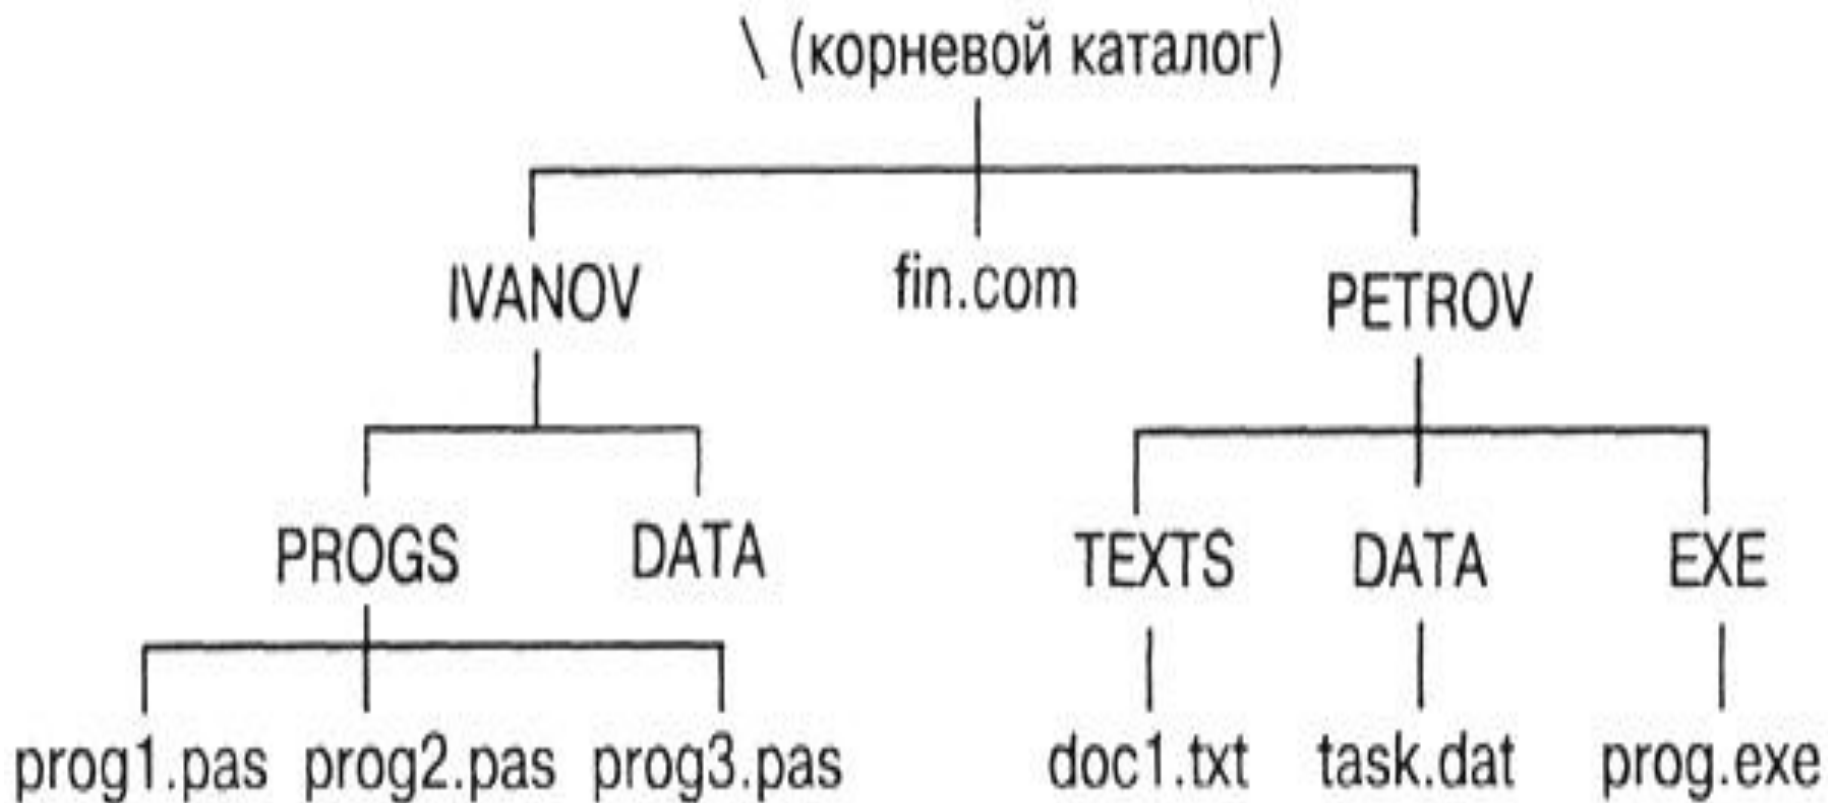 \ (корневой каталог)
IVANOV fin.com PETROV
PROGS DATA TEXTS DATA EXE
prog1.pas prog2.pas prog3.pas doc1.txt task.dat prog.exe